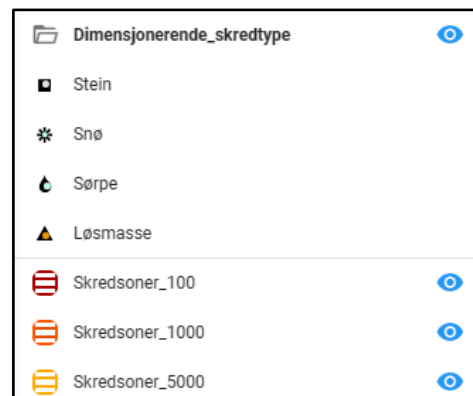 Dimensjonerende_skredtype
Stein
Snø
Sørpe
Løsmasse
Skredsoner_100
Skredsoner_1000
Skredsoner_5000